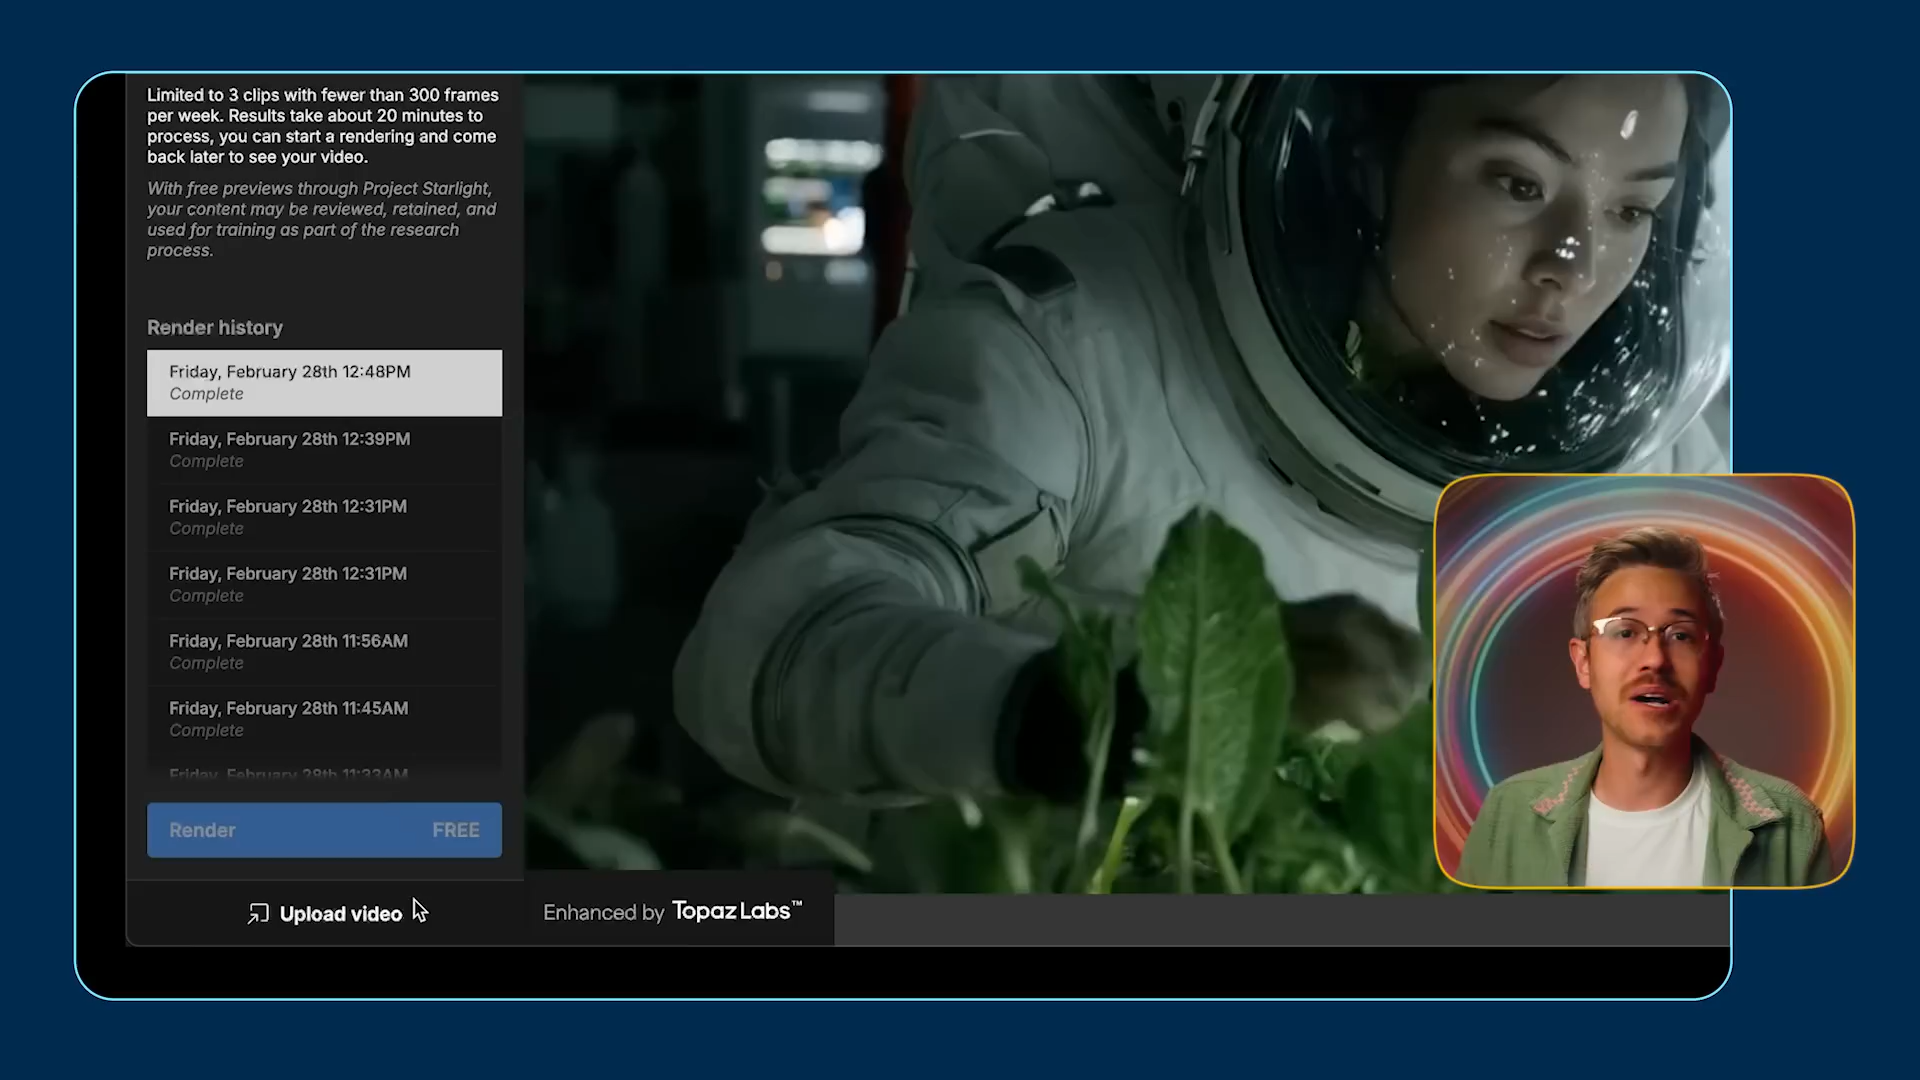 Limited to 3 clips with fewer than 300 frames
per week. Results take about 20 minutes to
process, you can start a rendering and come
back later to see your video.
With free previews through Project Starlight,
your content may be reviewed, retained, and
used for training as part of the research
process.
Render history
Friday, February 28th 12:48PM
Complete
Friday, February 28th 12:39PM
Complete
Friday, February 28th 12:31PM
Complete
Friday, February 28th 12:31PM
Complete
Friday, February 28th 11:56AM
Complete
Friday, February 28th 11:45AM
Complete
Friday, February 28th 11:33AM
Render FREE
Upload video
Enhanced by Topaz Labs™